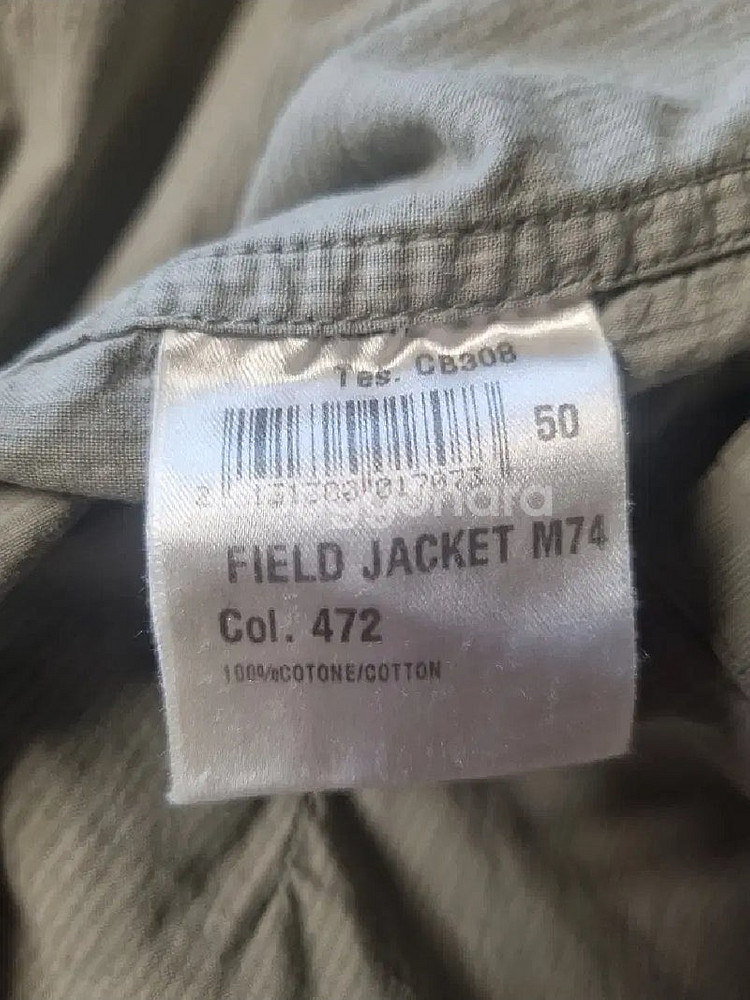 Tes. CB308
50
FIELD JACKET M74
Col. 472
100%COTONE/COTTON